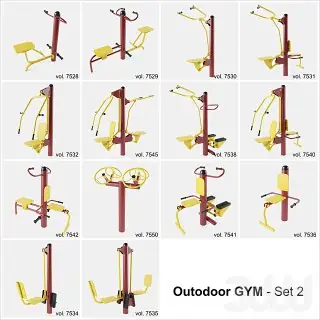 vol. 7528
vol. 7529
vol. 7530
vol. 7531
vol. 7532
vol. 7545
vol. 7538
vol. 7540
vol. 7542
vol. 7550
vol. 7541
vol. 7536
vol. 7534
vol. 7535
Outodoor GYM - Set 2